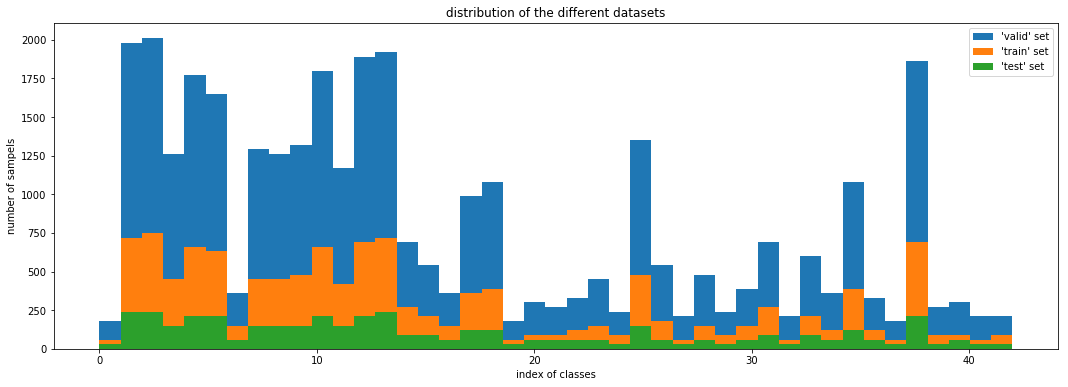 distribution of the different datasets
'valid' set
'train' set
'test' set
number of sampels
2000
1750
1500
1250
1000
750
500
250
0
0 10 20 30 40
index of classes